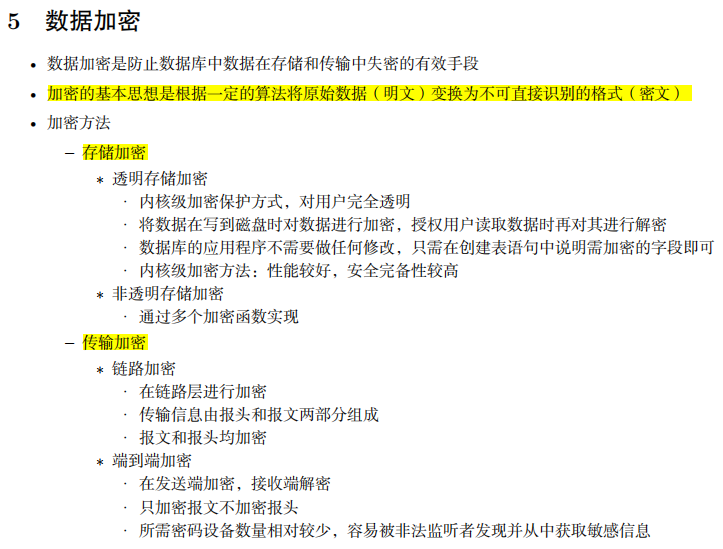 5 数据加密
• 数据加密是防止数据库中数据在存储和传输中失密的有效手段
• 加密的基本思想是根据一定的算法将原始数据（明文）变换为不可直接识别的格式（密文）
• 加密方法
– 存储加密
* 透明存储加密
· 内核级加密保护方式，对用户完全透明
· 将数据在写到磁盘时对数据进行加密，授权用户读取数据时再对其进行解密
· 数据库的应用程序不需要做任何修改，只需在创建表语句中说明需加密的字段即可
· 内核级加密方法：性能较好，安全完备性较高
* 非透明存储加密
· 通过多个加密函数实现
– 传输加密
* 链路加密
· 在链路层进行加密
· 传输信息由报头和报文两部分组成
· 报文和报头均加密
* 端到端加密
· 在发送端加密，接收端解密
· 只加密报文不加密报头
· 所需密码设备数量相对较少，容易被非法监听者发现并从中获取敏感信息